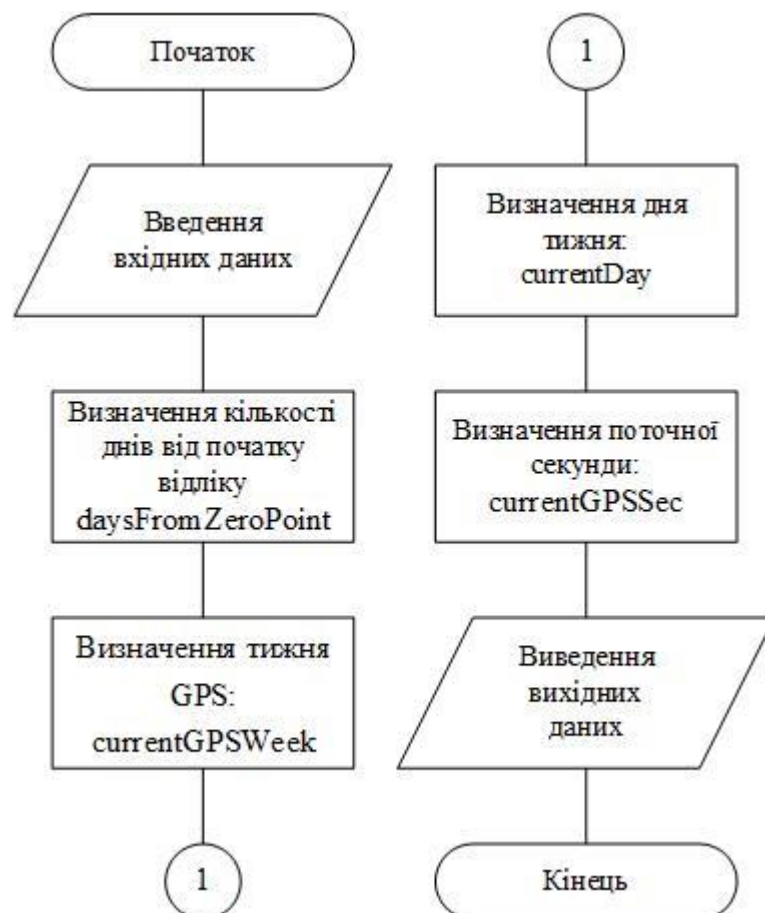 Початок
Введення
вхідних даних
Визначення кількості
днів від початку
відліку
daysFromZeroPoint
Визначення тижня
GPS:
currentGPSWeek
1
1
Визначення дня
тижня:
currentDay
Визначення поточної
секунди:
currentGPSSec
Виведення
вихідних
даних
Кінець